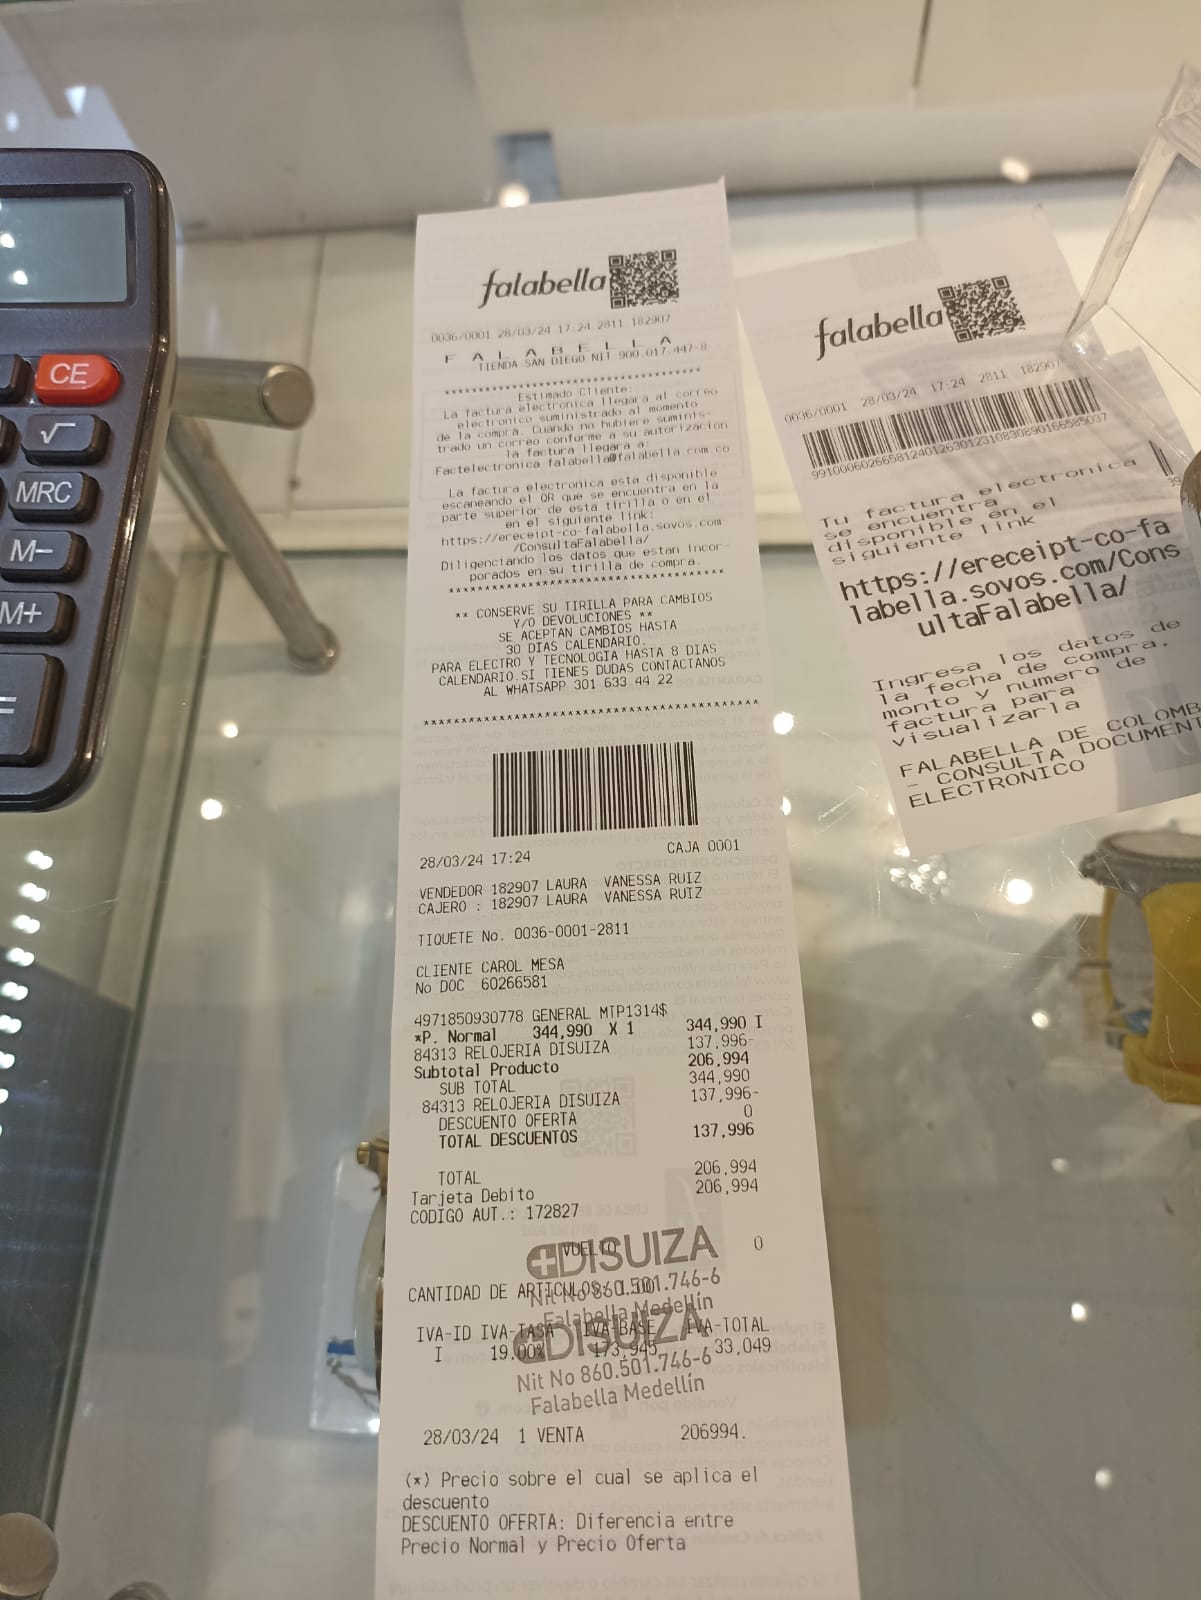 CE
√
MRC
M−
M+
=
falabella
0036/0001 28/03/24 17:24 2811 182907
F A L A B E L L A
TIENDA SAN DIEGO NIT 900.017.447-8
****************************************
Estimado Cliente:
La factura electronica llegara al correo
electronico suministrado al momento
de la compra. Cuando no hubiere suminis-
trado un correo conforme a su autorizacion
la factura llegara a:
Factelectronica falabella@falabella.com.co
La factura electronica esta disponible
escaneando el QR que se encuentra en la
parte superior de esta tirilla o en el
en el siguiente link:
https://ereceipt-co-falabella.sovos.com
/ConsultaFalabella/
Diligenciando los datos que estan incor-
porados en su tirilla de compra.
****************************************
** CONSERVE SU TIRILLA PARA CAMBIOS
Y/O DEVOLUCIONES **
SE ACEPTAN CAMBIOS HASTA
30 DIAS CALENDARIO.
PARA ELECTRO Y TECNOLOGIA HASTA 8 DIAS
CALENDARIO.SI TIENES DUDAS CONTACTANOS
AL WHATSAPP 301 633 44 22
****************************************
28/03/24 17:24 CAJA 0001
VENDEDOR 182907 LAURA VANESSA RUIZ
CAJERO : 182907 LAURA VANESSA RUIZ
TIQUETE No. 0036-0001-2811
CLIENTE CAROL MESA
No DOC 60266581
4971850930778 GENERAL MTP1314$
*P. Normal 344,990 X 1 344,990 I
84313 RELOJERIA DISUIZA 137,996-
Subtotal Producto 206,994
SUB TOTAL 344,990
84313 RELOJERIA DISUIZA 137,996-
DESCUENTO OFERTA 0
TOTAL DESCUENTOS 137,996
TOTAL 206,994
Tarjeta Debito 206,994
CODIGO AUT.: 172827
VUELTO 0
DISUIZA
CANTIDAD DE ARTICULOS:
Nit No 860.501.746-6
Falabella Medellín
IVA-ID IVA-TASA IVA-BASE IVA-TOTAL
DISUIZA
I 19.00% 173,945 33,049
Nit No 860.501.746-6
Falabella Medellín
28/03/24 1 VENTA 206994.
(*) Precio sobre el cual se aplica el
descuento
DESCUENTO OFERTA: Diferencia entre
Precio Normal y Precio Oferta
falabella
0036/0001 28/03/24 17:24 2811 182907
Tu factura electronica
se encuentra
disponible en el
siguiente link
https://ereceipt-co-fa
labella.sovos.com/Cons
ultaFalabella/
Ingresa los datos de
la fecha de compra,
monto y numero de
factura para
visualizarla
FALABELLA DE COLOMB
- CONSULTA DOCUMENT
ELECTRONICO